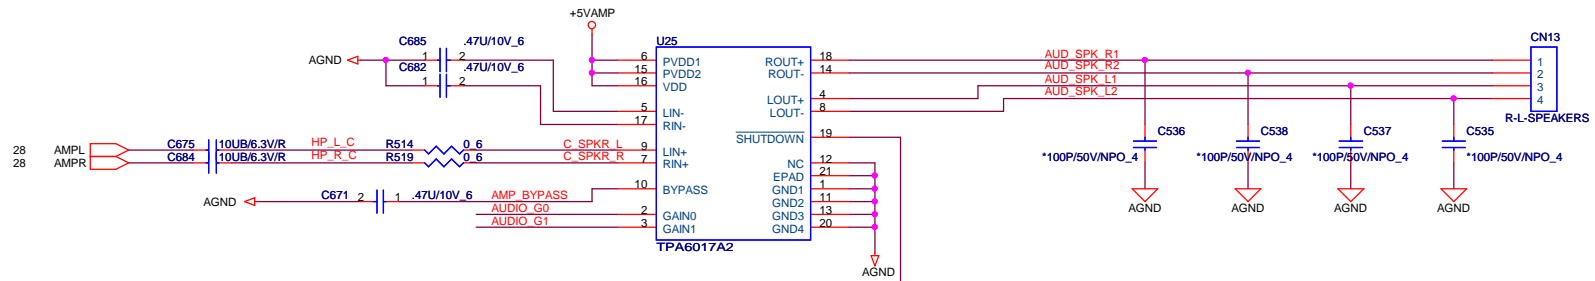 +5VAMP
C685 .47U/10V_6
AGND 1 2
C682 .47U/10V_6
1 2
U25
6 PVDD1
15 PVDD2
16 VDD
5 LIN-
17 RIN-
28 AMPL C675 10UB/6.3V/R HP_L_C R514 0_6 C_SPKR_L 9 LIN+
28 AMPR C684 10UB/6.3V/R HP_R_C R519 0_6 C_SPKR_R 7 RIN+
AGND C671 2 1 .47U/10V_6 AMP_BYPASS 10 BYPASS
AUDIO_G0 2 GAIN0
AUDIO_G1 3 GAIN1
TPA6017A2
ROUT+ 18
ROUT- 14
LOUT+ 4
LOUT- 8
SHUTDOWN 19
NC 12
EPAD 21
GND1 1
GND2 11
GND3 13
GND4 20
AGND
AUD_SPK_R1
AUD_SPK_R2
AUD_SPK_L1
AUD_SPK_L2
CN13
1
2
3
4
R-L-SPEAKERS
C536 C538 C537 C535
*100P/50V/NPO_4 *100P/50V/NPO_4 *100P/50V/NPO_4 *100P/50V/NPO_4
AGND AGND AGND AGND